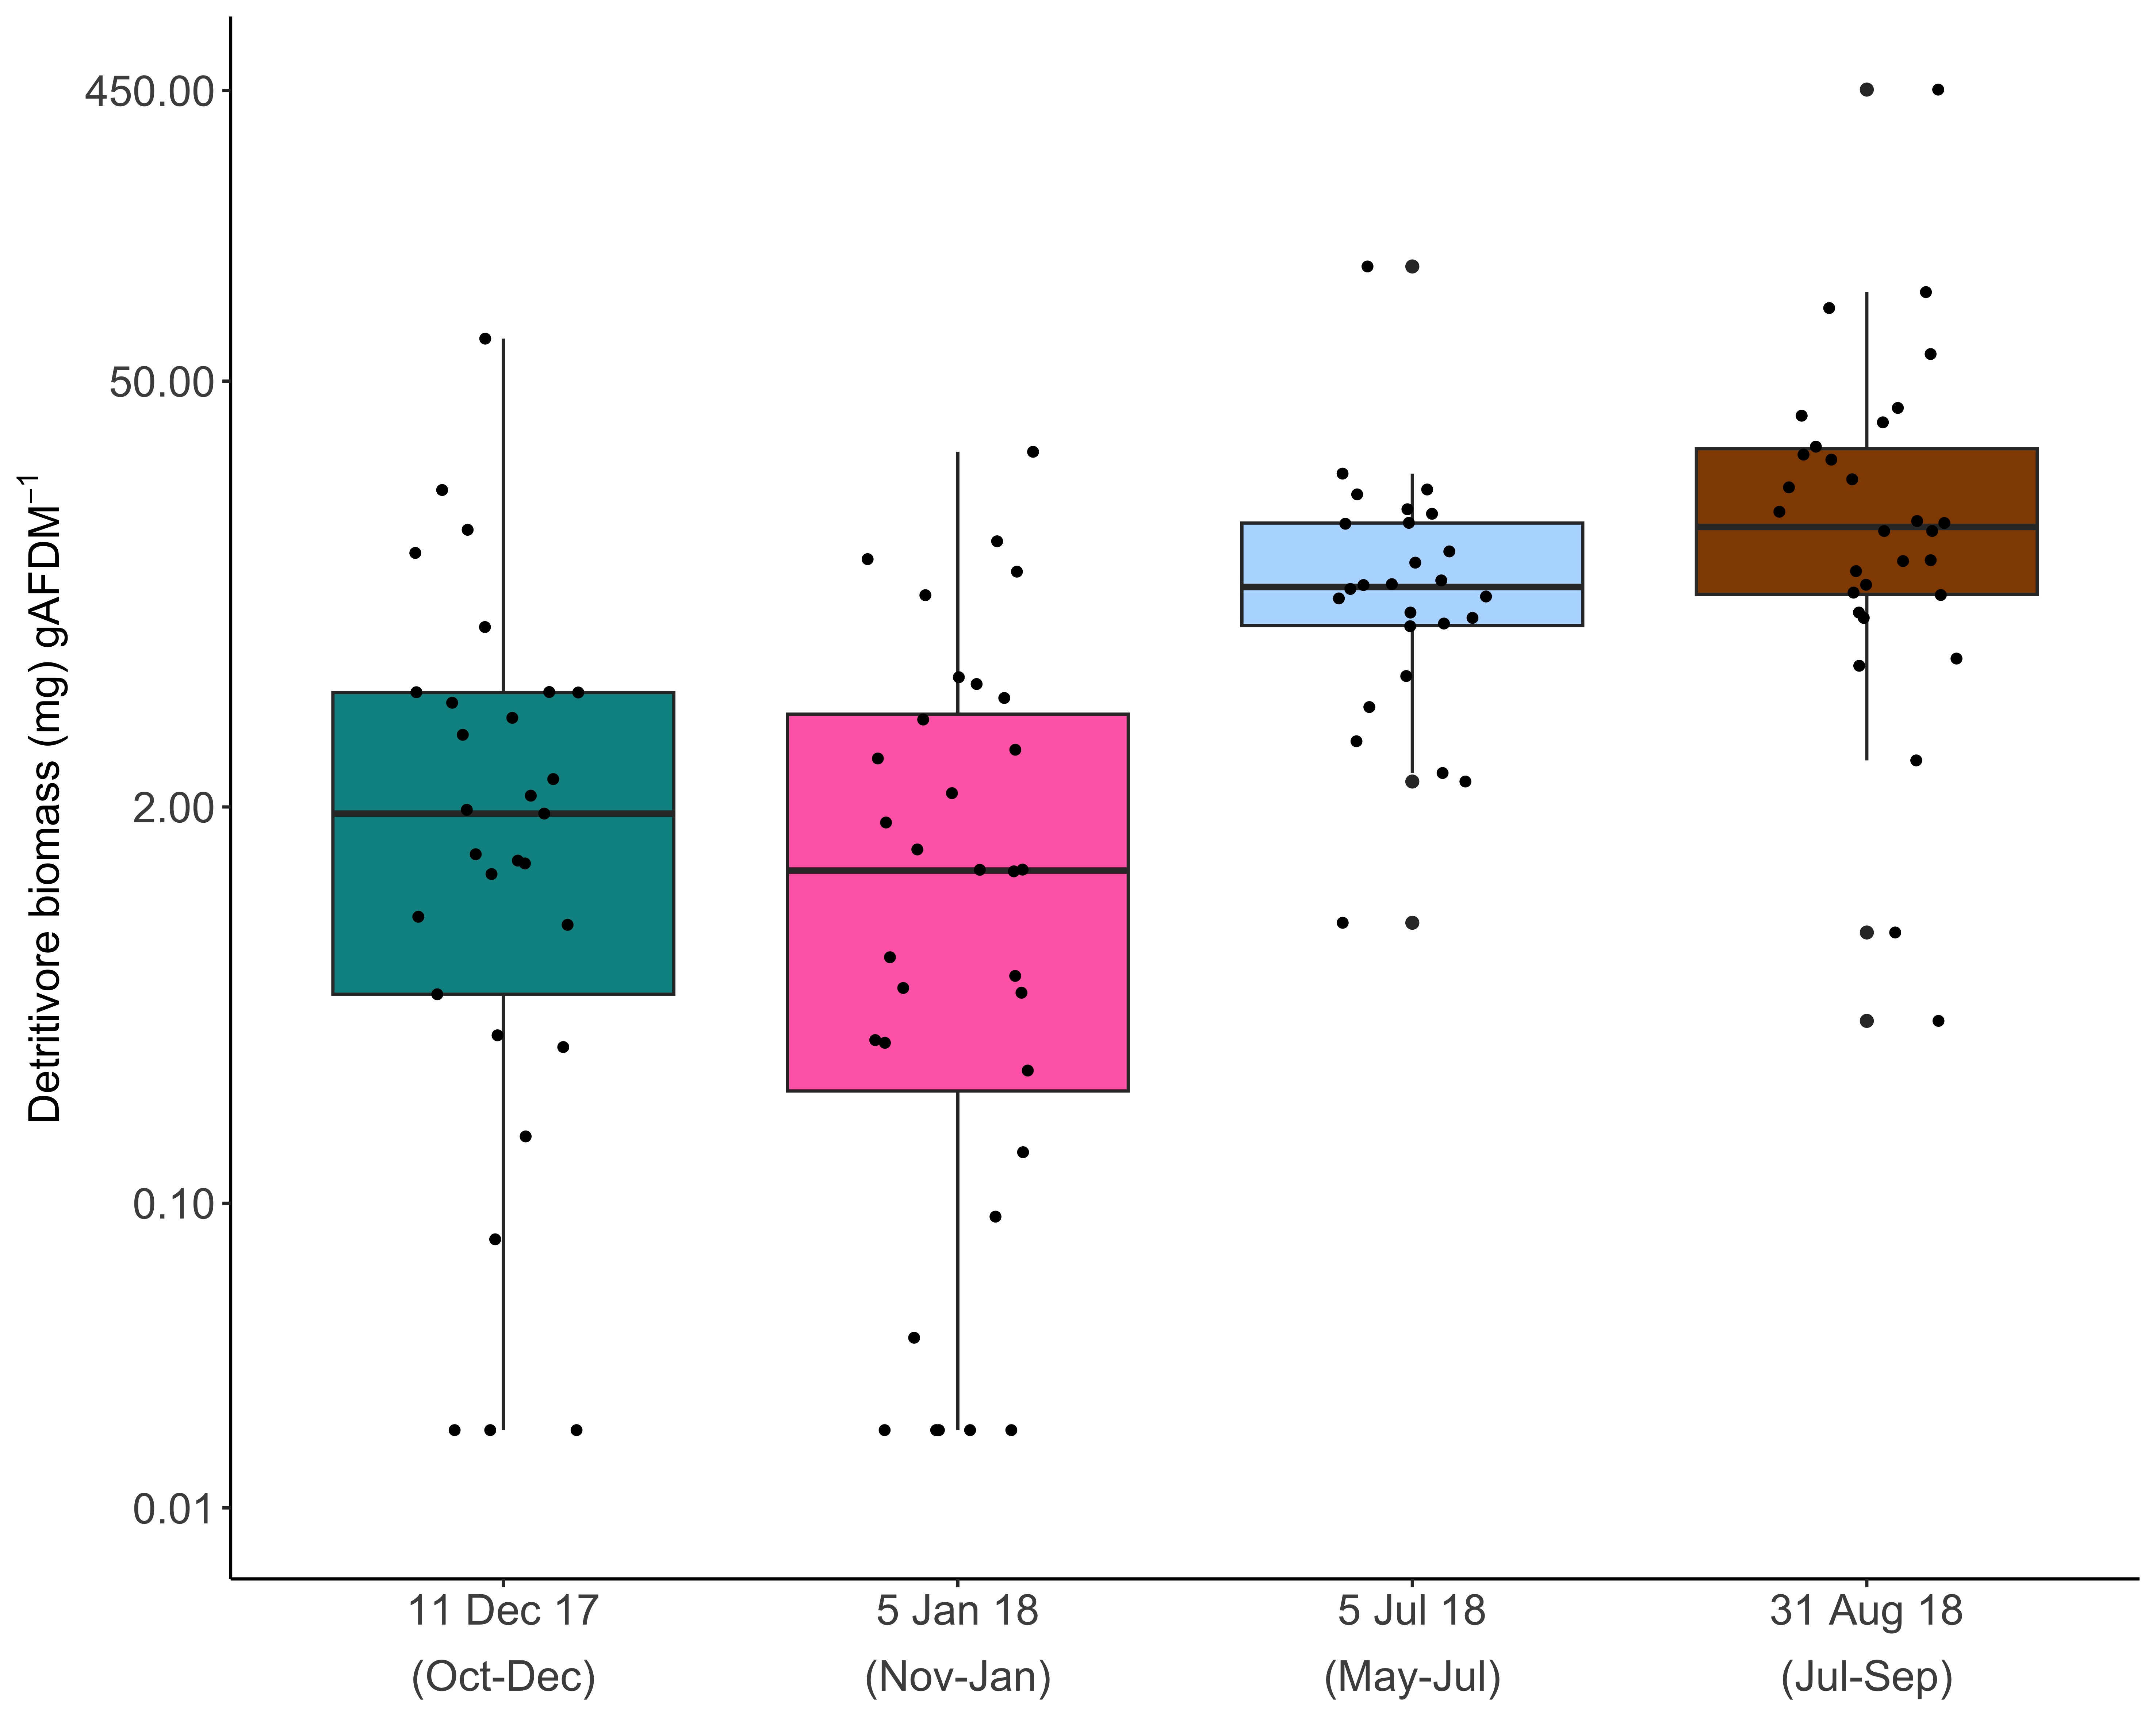 Detritivore biomass (mg) gAFDM⁻¹
450.00
50.00
2.00
0.10
0.01
11 Dec 17
(Oct-Dec)
5 Jan 18
(Nov-Jan)
5 Jul 18
(May-Jul)
31 Aug 18
(Jul-Sep)